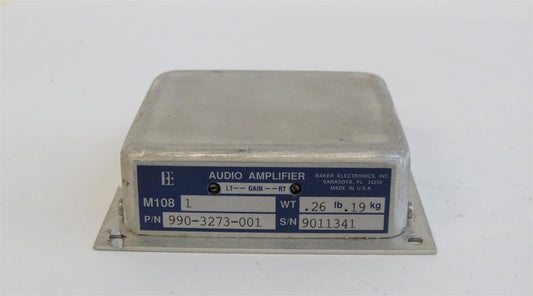 BE AUDIO AMPLIFIER BAKER ELECTRONICS, INC.
SARASOTA, FL. 34234
LT-- GAIN --RT MADE IN U.S.A.
M108 1 WT .26 lb .19 kg
P/N 990-3273-001 S/N 9011341